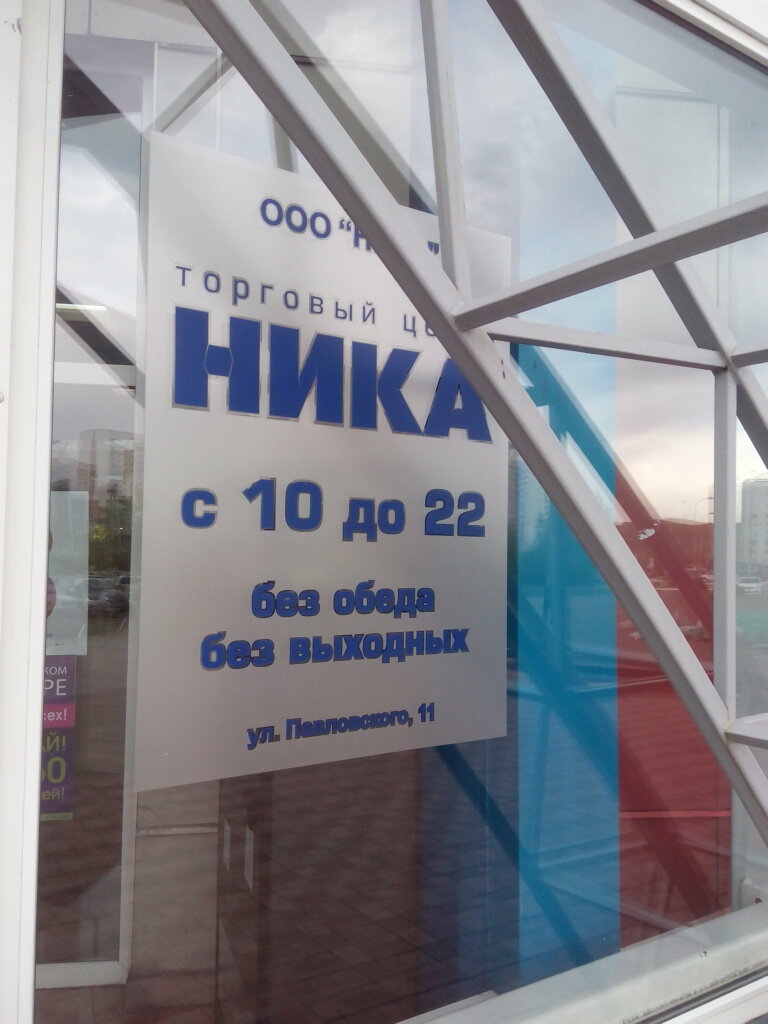 ООО
торговый
НИКА
с 10 до 22
без обеда
без выходных
ул. Павловского, 11